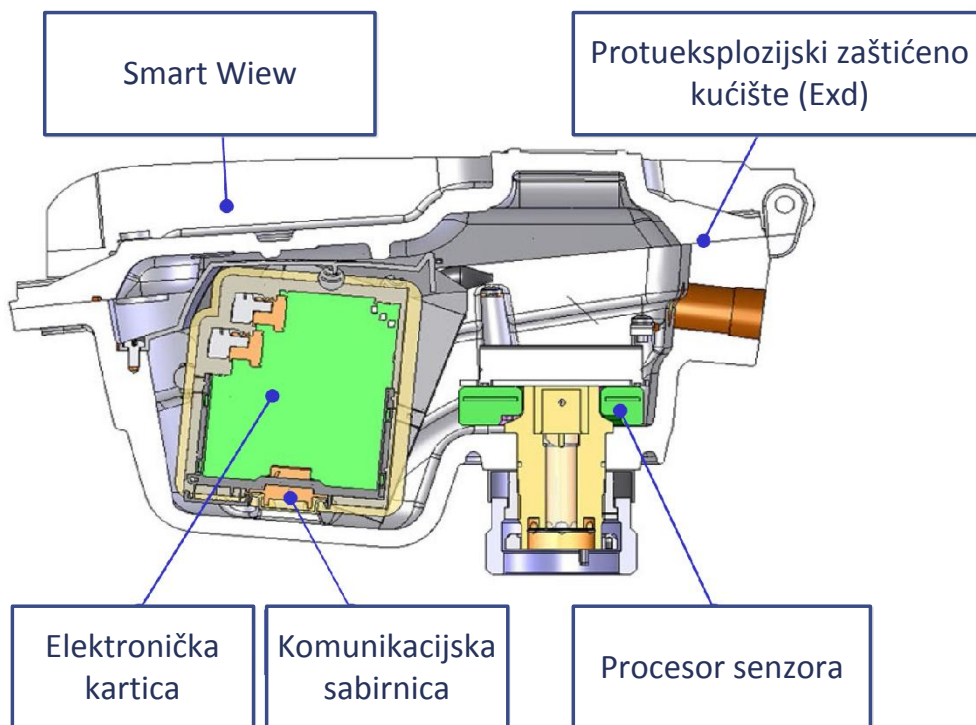 Smart Wiew
Protueksplozijski zaštićeno
kućište (Exd)
Elektronička
kartica
Komunikacijska
sabirnica
Procesor senzora